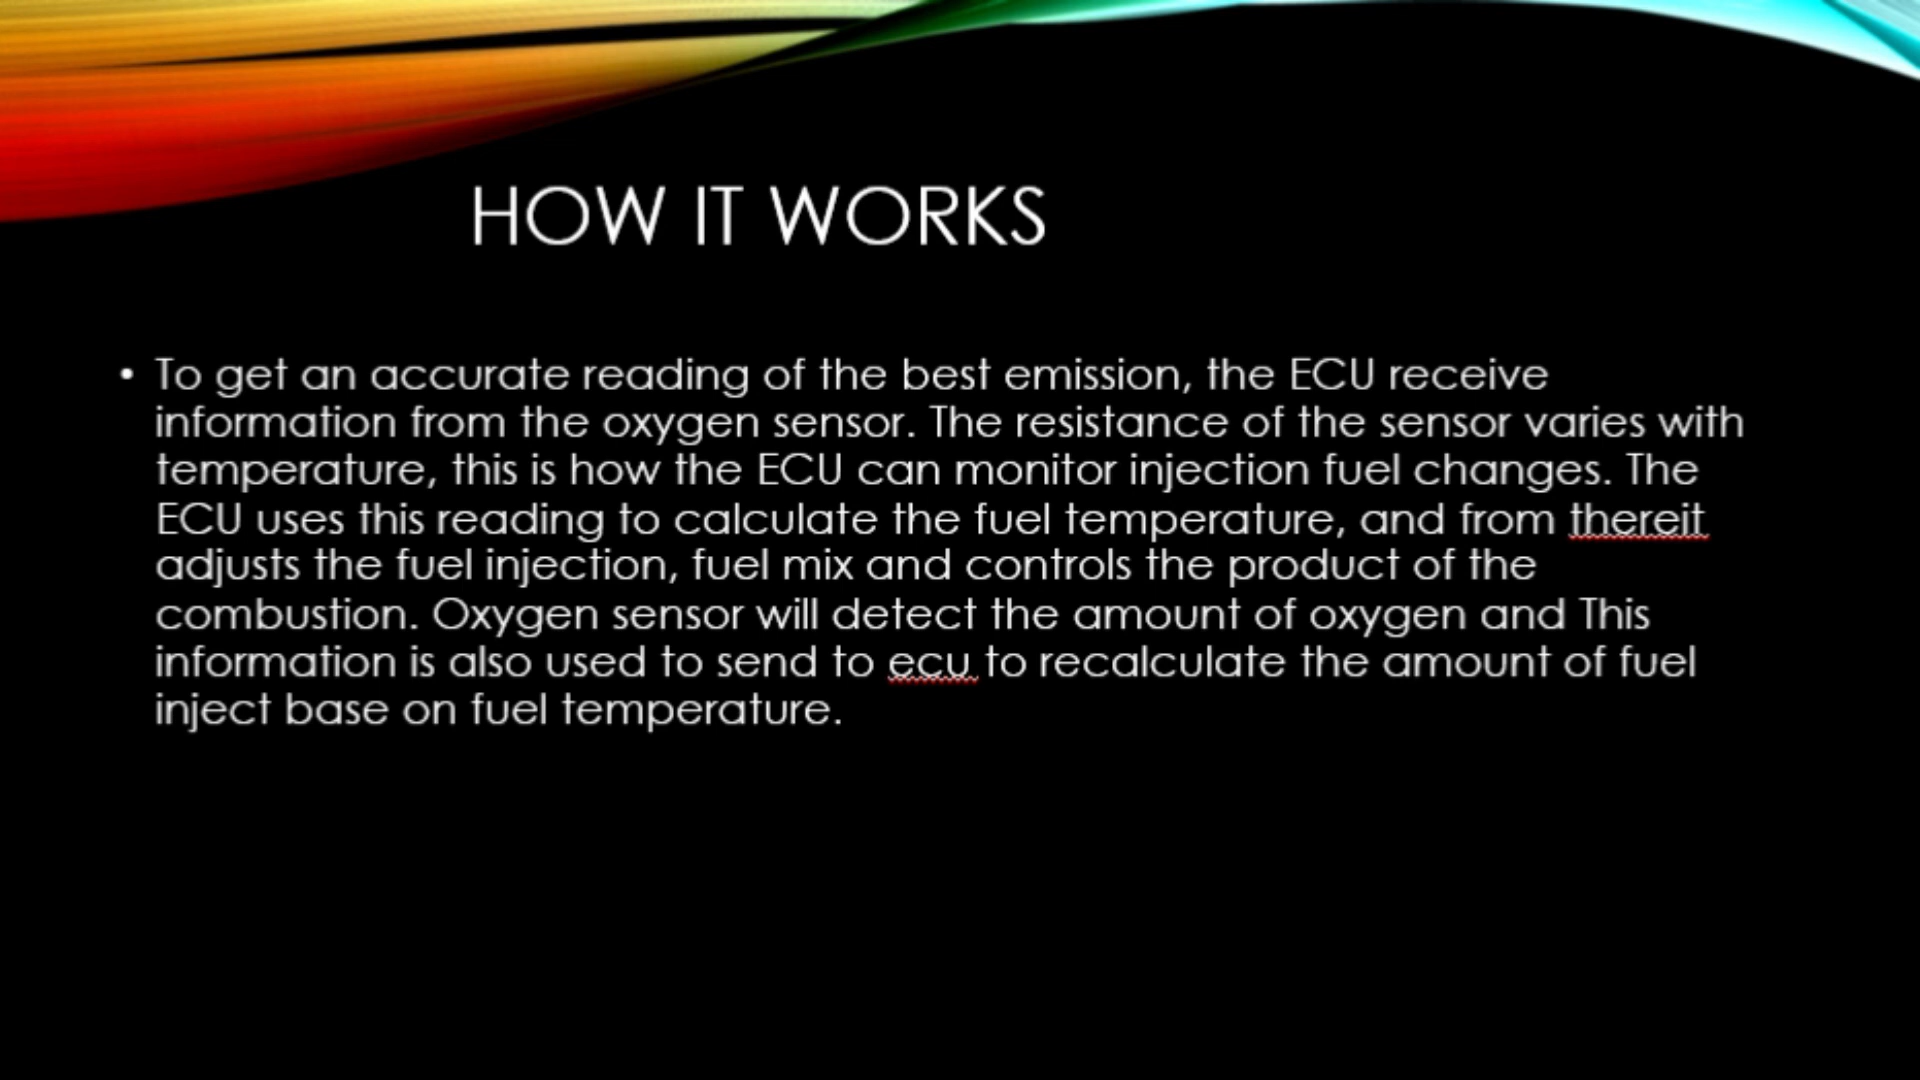 HOW IT WORKS
• To get an accurate reading of the best emission, the ECU receive
information from the oxygen sensor. The resistance of the sensor varies with
temperature, this is how the ECU can monitor injection fuel changes. The
ECU uses this reading to calculate the fuel temperature, and from thereit
adjusts the fuel injection, fuel mix and controls the product of the
combustion. Oxygen sensor will detect the amount of oxygen and This
information is also used to send to ecu to recalculate the amount of fuel
inject base on fuel temperature.